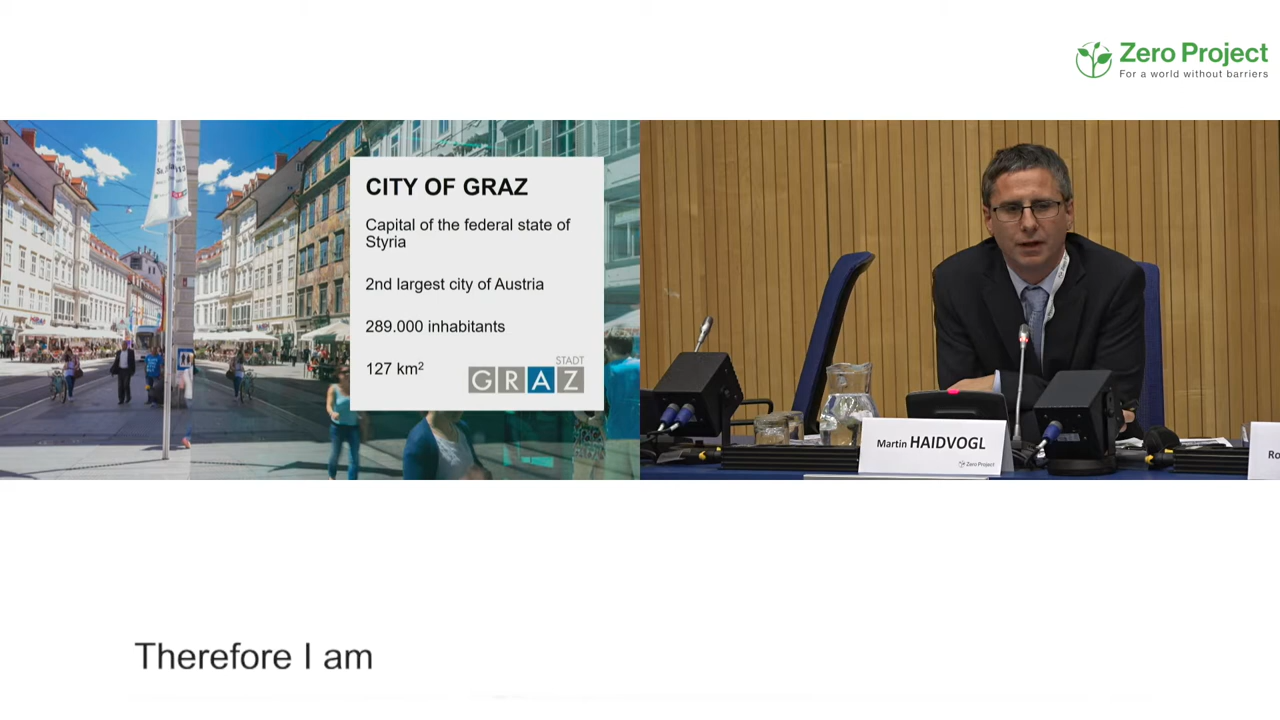 Zero Project
For a world without barriers
CITY OF GRAZ
Capital of the federal state of
Styria
2nd largest city of Austria
289.000 inhabitants
127 km²
STADT
GRAZ
Martin HAIDVOGL
Zero Project
Ro
Therefore I am